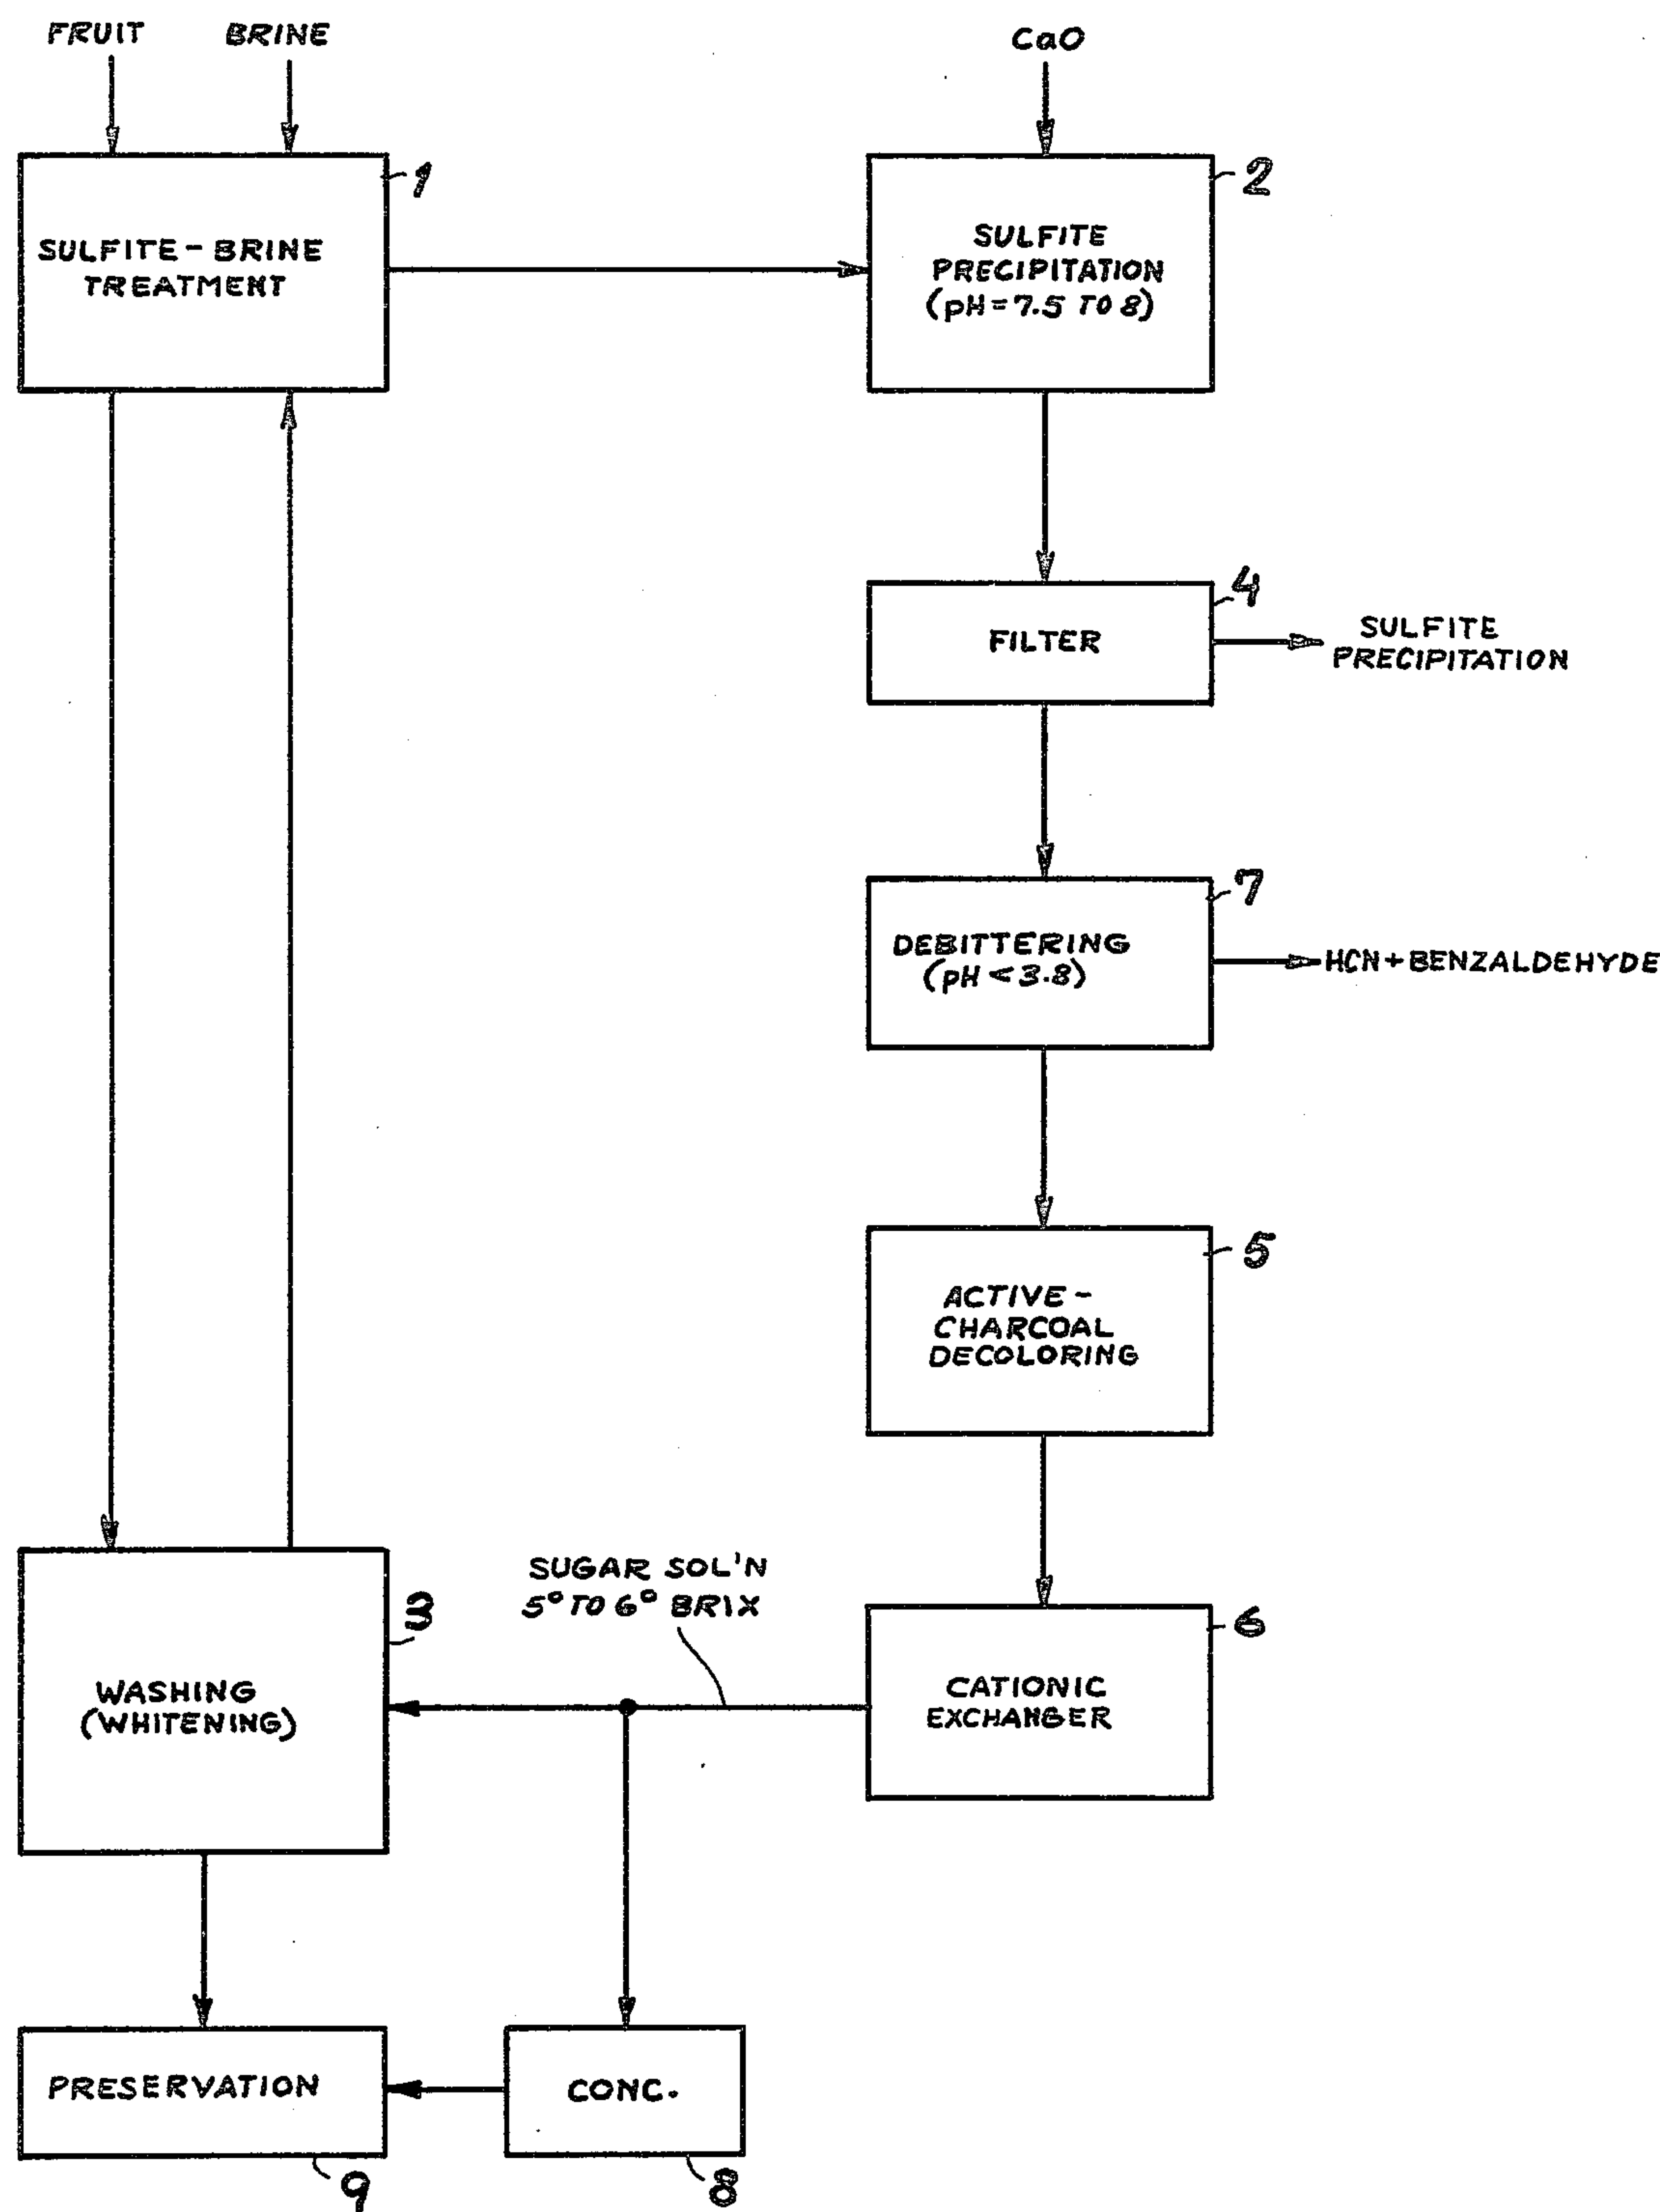 FRUIT
BRINE
CaO
1
SULFITE-BRINE
TREATMENT
2
SULFITE
PRECIPITATION
(pH=7.5 TO 8)
4
FILTER
SULFITE
PRECIPITATION
7
DEBITTERING
(pH<3.8)
HCN+BENZALDEHYDE
5
ACTIVE-
CHARCOAL
DECOLORING
3
WASHING
(WHITENING)
SUGAR SOL'N
5° TO 6° BRIX
6
CATIONIC
EXCHANGER
PRESERVATION
9
CONC.
8